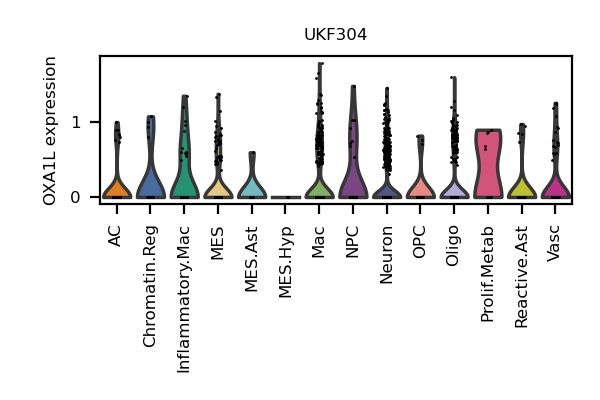 UKF304
OXA1L expression
1
0
AC
Chromatin.Reg
Inflammatory.Mac
MES
MES.Ast
MES.Hyp
Mac
NPC
Neuron
OPC
Oligo
Prolif.Metab
Reactive.Ast
Vasc